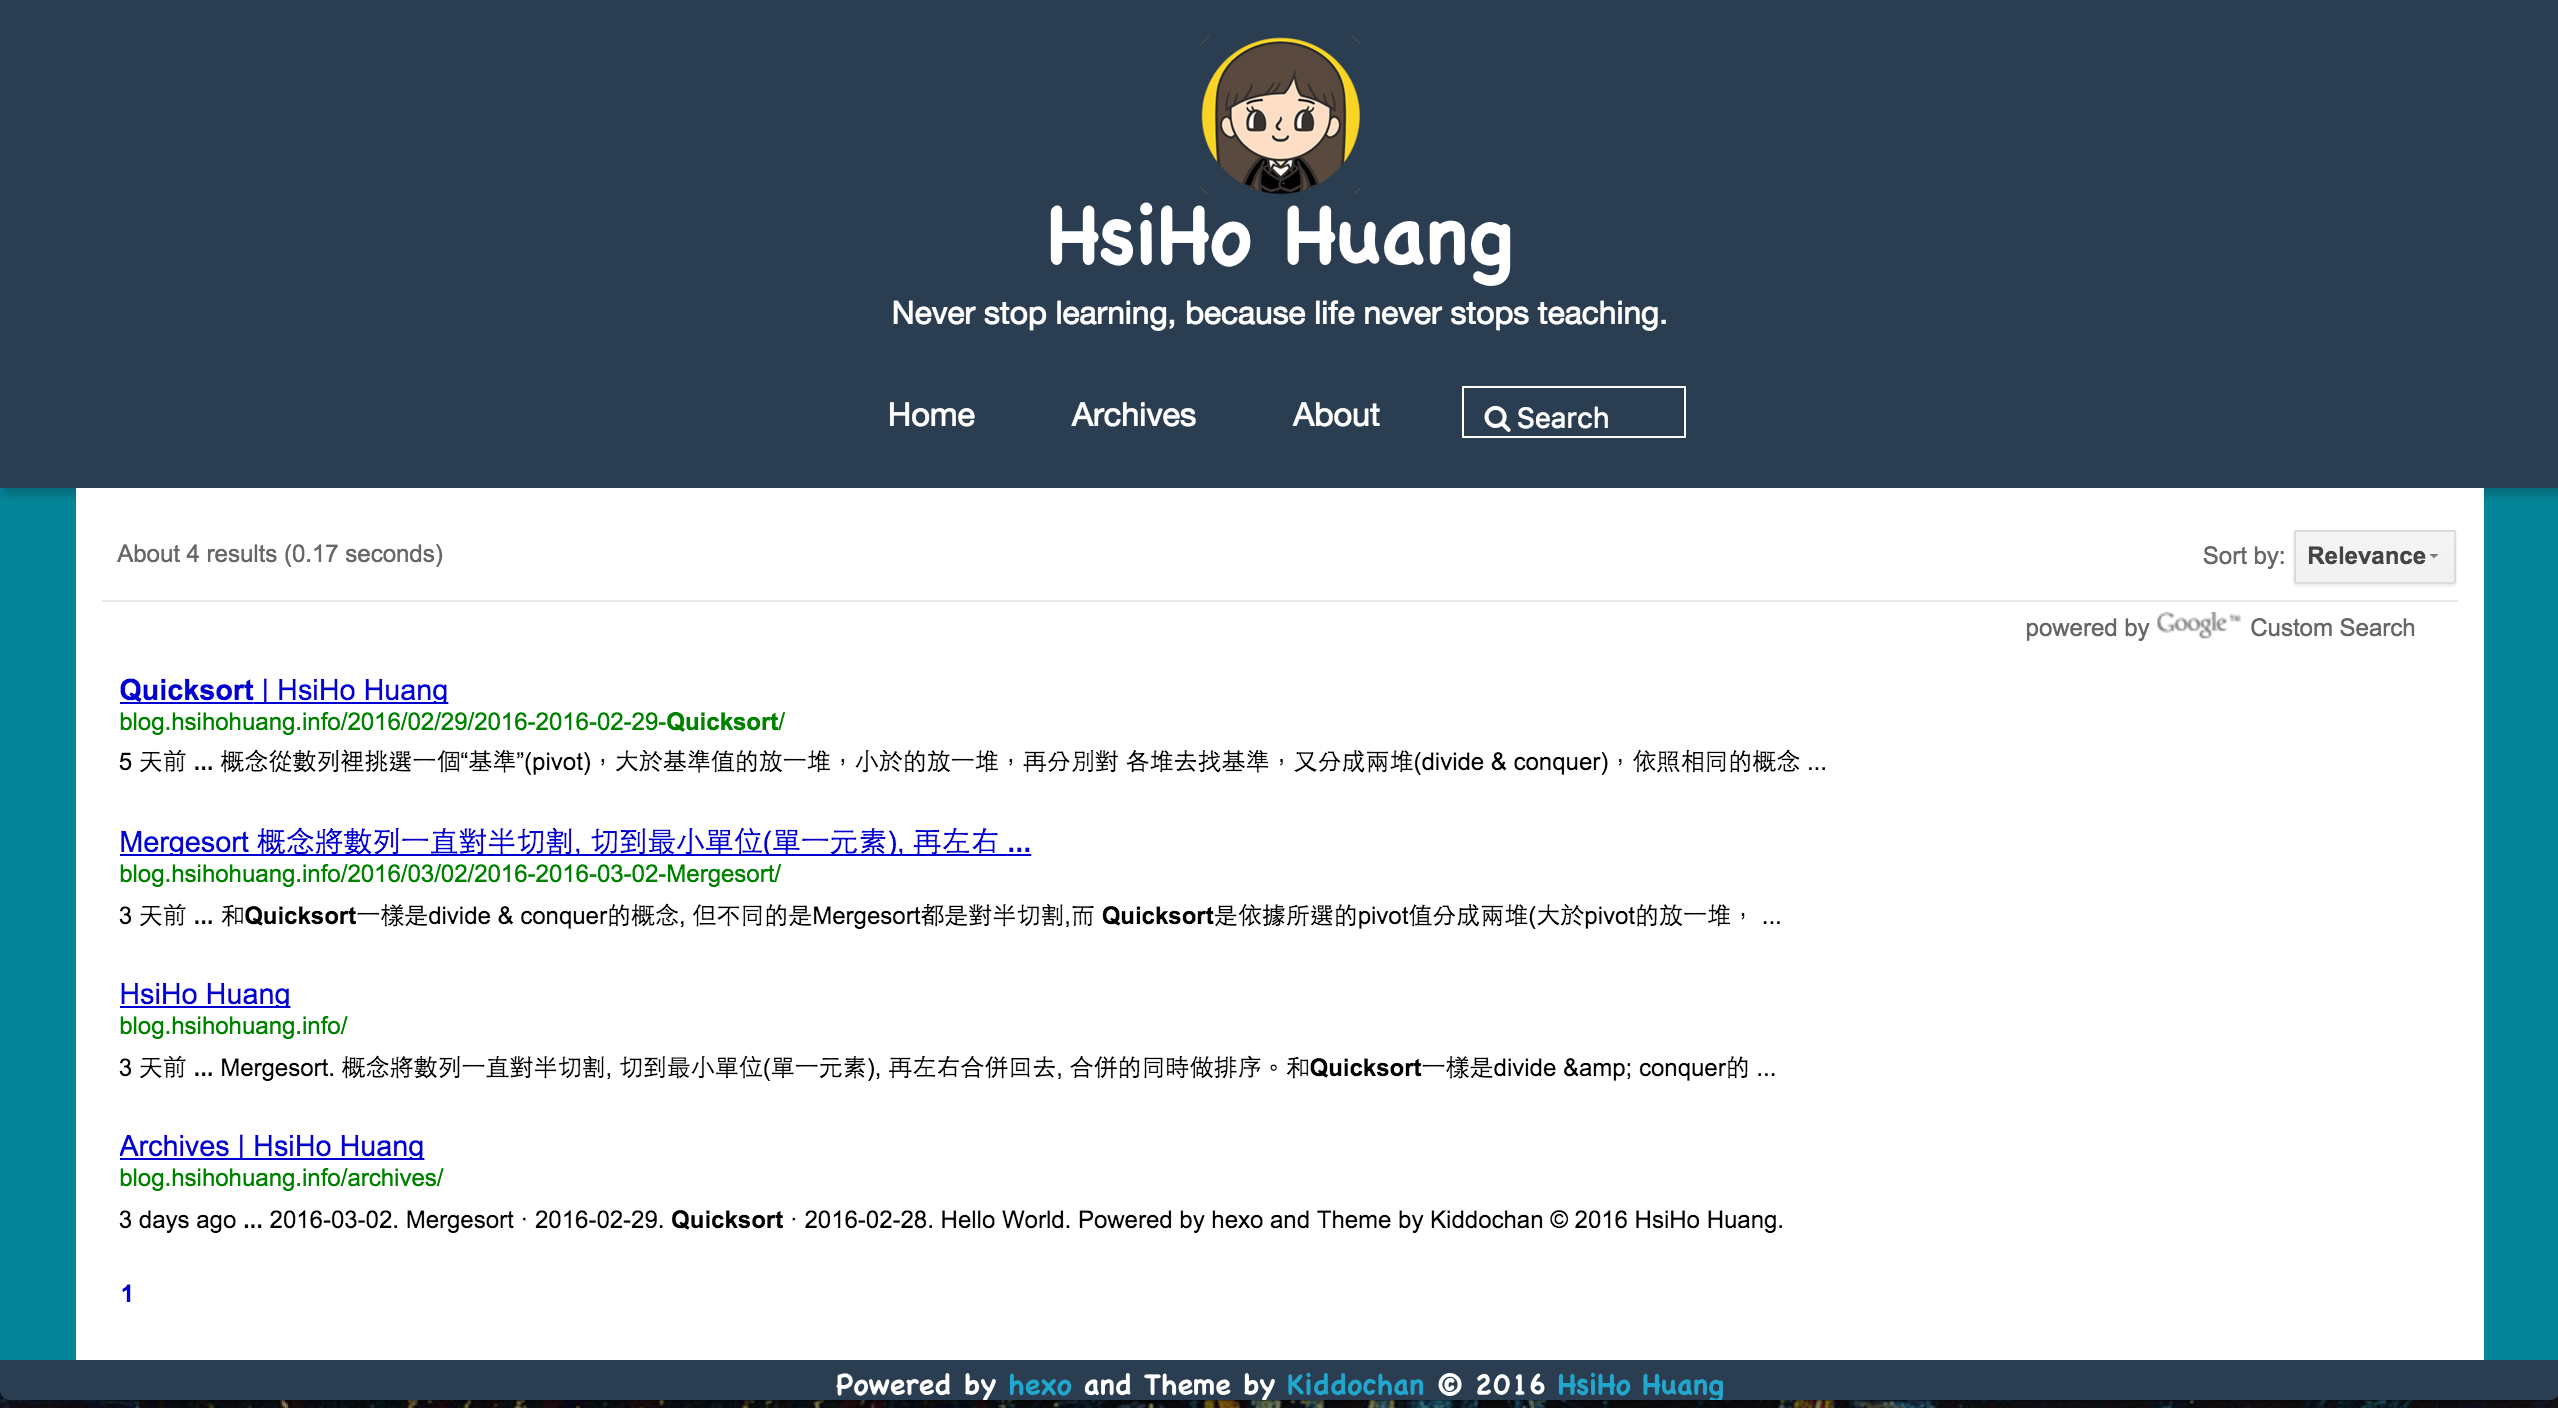 HsiHo Huang
Never stop learning, because life never stops teaching.
Home Archives About Search
About 4 results (0.17 seconds) Sort by: Relevance
powered by Google™ Custom Search
Quicksort | HsiHo Huang
blog.hsihohuang.info/2016/02/29/2016-2016-02-29-Quicksort/
5 天前 ... 概念從數列裡挑選一個“基準”(pivot)，大於基準值的放一堆，小於的放一堆，再分別對 各堆去找基準，又分成兩堆(divide & conquer)，依照相同的概念 ...
Mergesort 概念將數列一直對半切割, 切到最小單位(單一元素), 再左右 ...
blog.hsihohuang.info/2016/03/02/2016-2016-03-02-Mergesort/
3 天前 ... 和Quicksort一樣是divide & conquer的概念, 但不同的是Mergesort都是對半切割,而 Quicksort是依據所選的pivot值分成兩堆(大於pivot的放一堆， ...
HsiHo Huang
blog.hsihohuang.info/
3 天前 ... Mergesort. 概念將數列一直對半切割, 切到最小單位(單一元素), 再左右合併回去, 合併的同時做排序。和Quicksort一樣是divide &amp; conquer的 ...
Archives | HsiHo Huang
blog.hsihohuang.info/archives/
3 days ago ... 2016-03-02. Mergesort · 2016-02-29. Quicksort · 2016-02-28. Hello World. Powered by hexo and Theme by Kiddochan © 2016 HsiHo Huang.
1
Powered by hexo and Theme by Kiddochan © 2016 HsiHo Huang